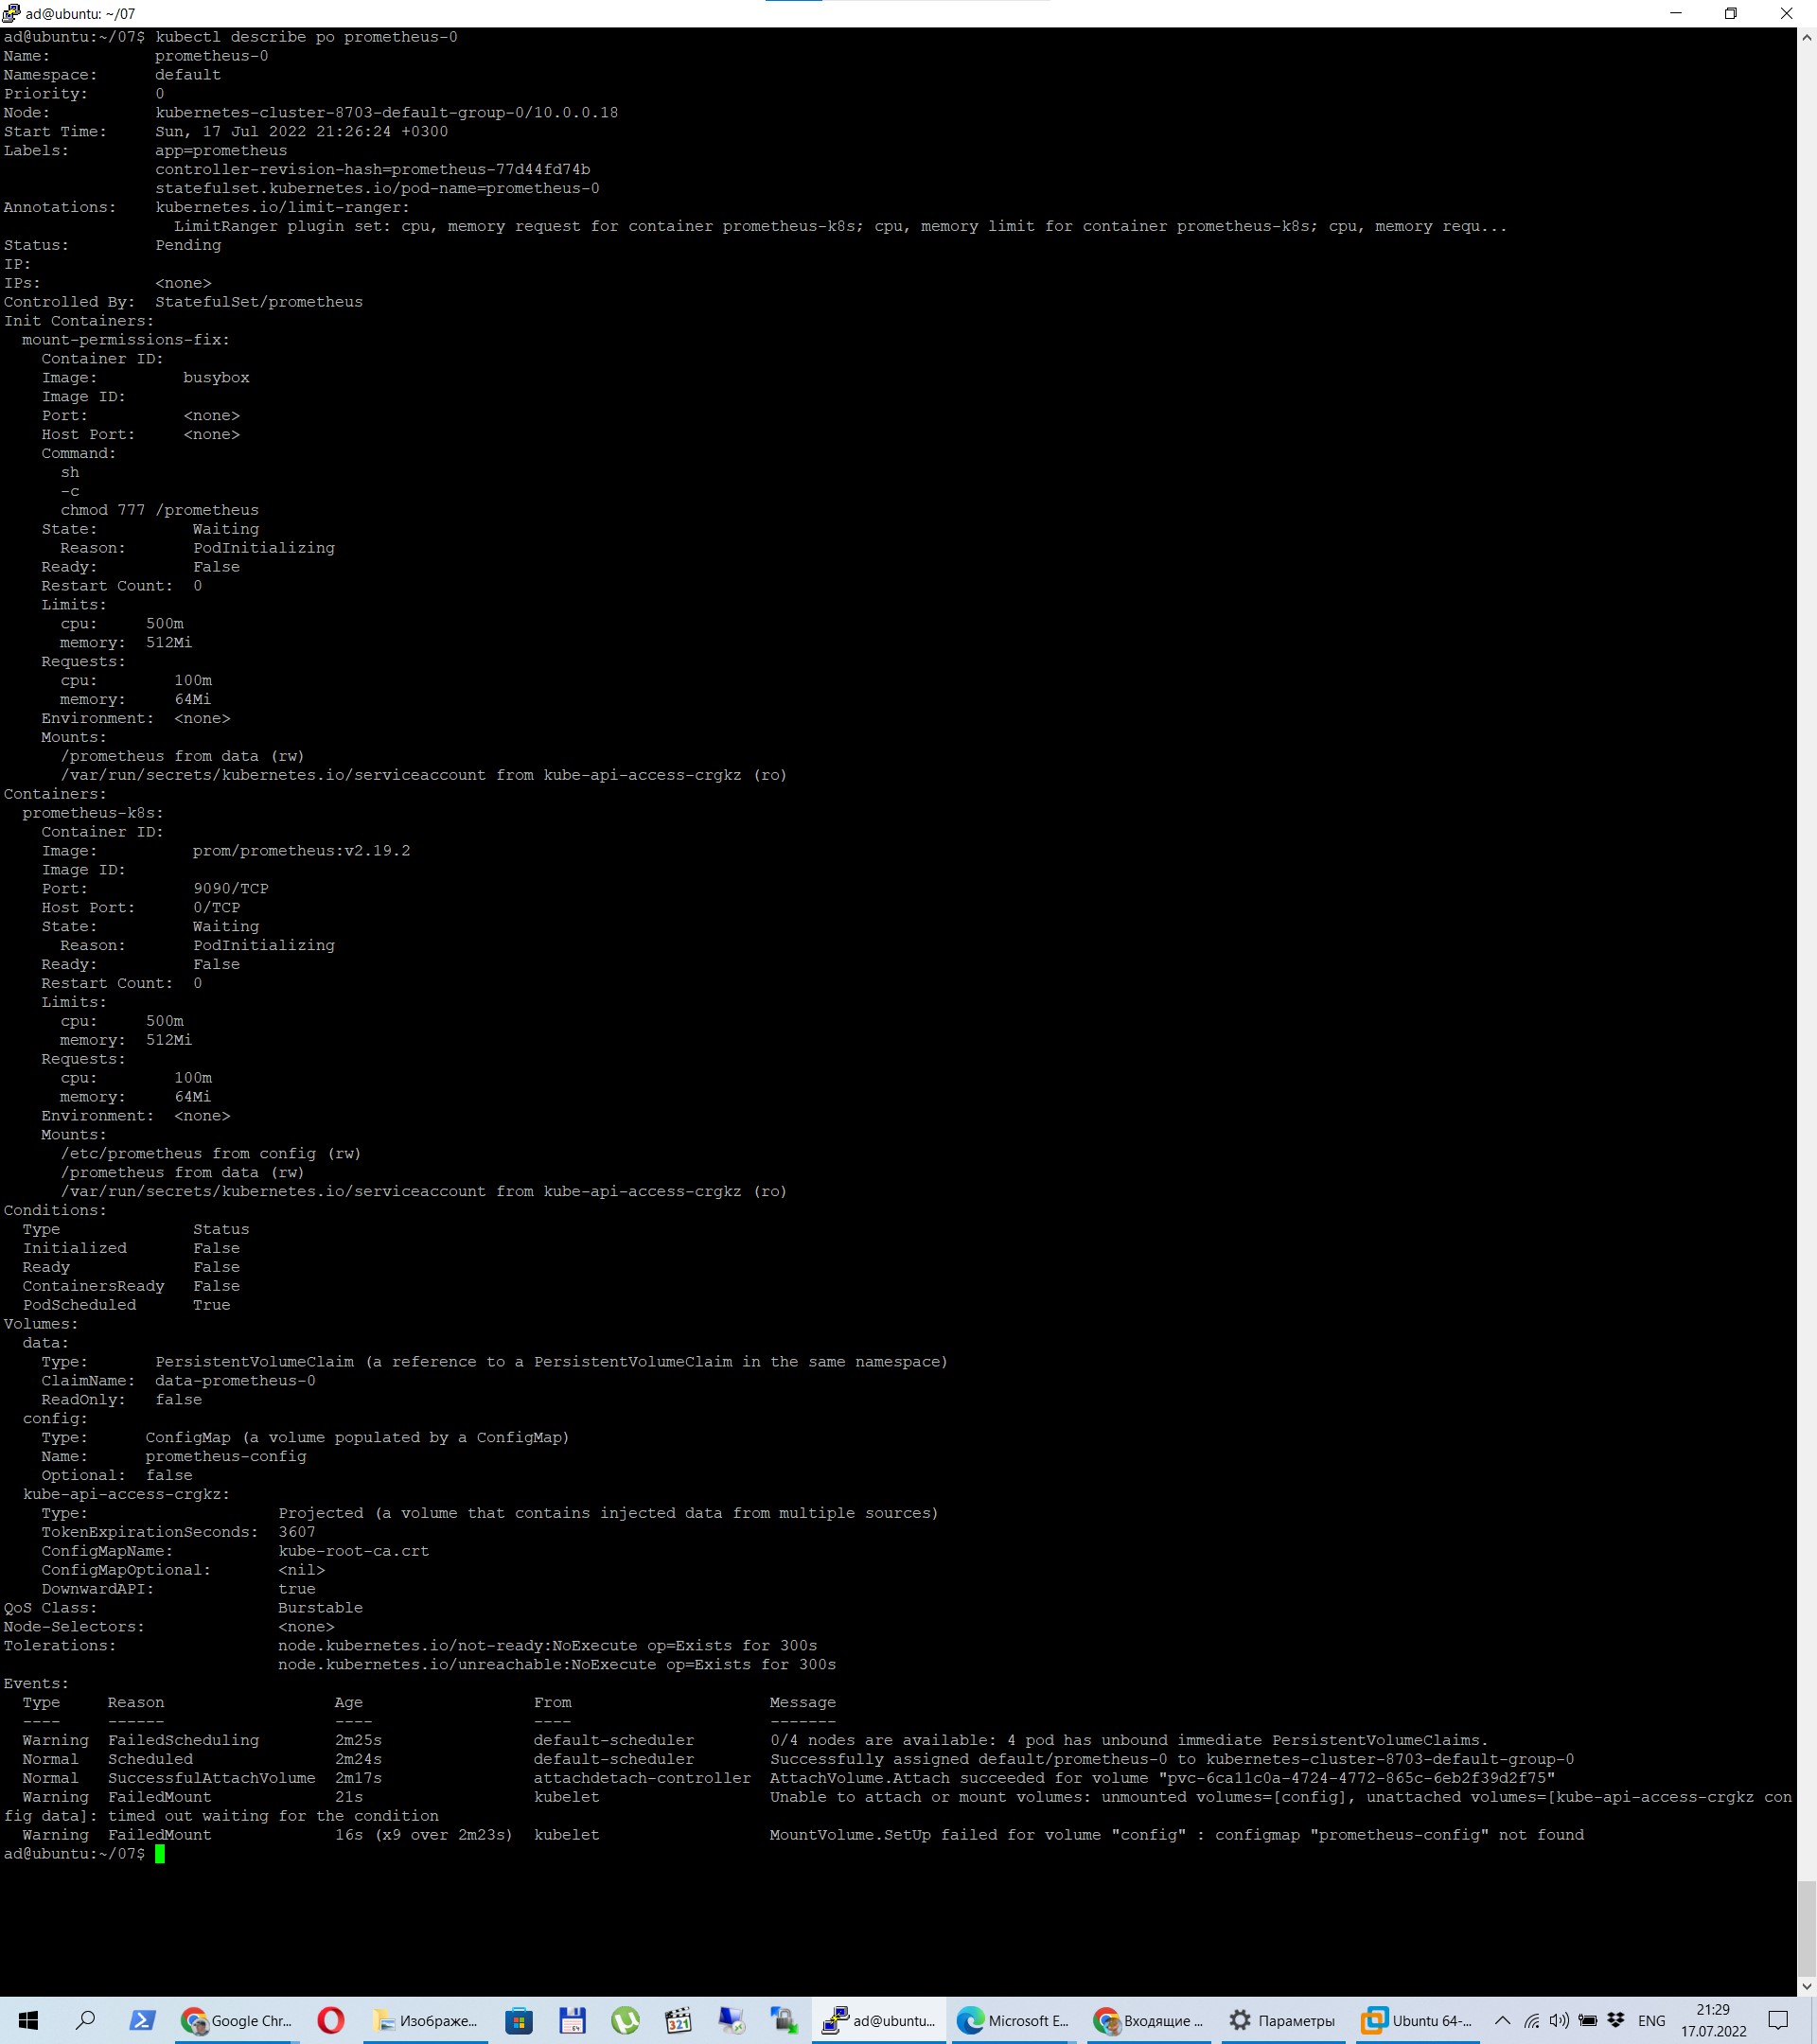 ad@ubuntu: ~/07
ad@ubuntu:~/07$ kubectl describe po prometheus-0
Name:           prometheus-0
Namespace:      default
Priority:       0
Node:           kubernetes-cluster-8703-default-group-0/10.0.0.18
Start Time:     Sun, 17 Jul 2022 21:26:24 +0300
Labels:         app=prometheus
                controller-revision-hash=prometheus-77d44fd74b
                statefulset.kubernetes.io/pod-name=prometheus-0
Annotations:    kubernetes.io/limit-ranger:
                  LimitRanger plugin set: cpu, memory request for container prometheus-k8s; cpu, memory limit for container prometheus-k8s; cpu, memory requ...
Status:         Pending
IP:
IPs:            <none>
Controlled By:  StatefulSet/prometheus
Init Containers:
  mount-permissions-fix:
    Container ID:
    Image:         busybox
    Image ID:
    Port:          <none>
    Host Port:     <none>
    Command:
      sh
      -c
      chmod 777 /prometheus
    State:          Waiting
      Reason:       PodInitializing
    Ready:          False
    Restart Count:  0
    Limits:
      cpu:     500m
      memory:  512Mi
    Requests:
      cpu:        100m
      memory:     64Mi
    Environment:  <none>
    Mounts:
      /prometheus from data (rw)
      /var/run/secrets/kubernetes.io/serviceaccount from kube-api-access-crgkz (ro)
Containers:
  prometheus-k8s:
    Container ID:
    Image:          prom/prometheus:v2.19.2
    Image ID:
    Port:           9090/TCP
    Host Port:      0/TCP
    State:          Waiting
      Reason:       PodInitializing
    Ready:          False
    Restart Count:  0
    Limits:
      cpu:     500m
      memory:  512Mi
    Requests:
      cpu:        100m
      memory:     64Mi
    Environment:  <none>
    Mounts:
      /etc/prometheus from config (rw)
      /prometheus from data (rw)
      /var/run/secrets/kubernetes.io/serviceaccount from kube-api-access-crgkz (ro)
Conditions:
  Type              Status
  Initialized       False
  Ready             False
  ContainersReady   False
  PodScheduled      True
Volumes:
  data:
    Type:       PersistentVolumeClaim (a reference to a PersistentVolumeClaim in the same namespace)
    ClaimName:  data-prometheus-0
    ReadOnly:   false
  config:
    Type:      ConfigMap (a volume populated by a ConfigMap)
    Name:      prometheus-config
    Optional:  false
  kube-api-access-crgkz:
    Type:                    Projected (a volume that contains injected data from multiple sources)
    TokenExpirationSeconds:  3607
    ConfigMapName:           kube-root-ca.crt
    ConfigMapOptional:       <nil>
    DownwardAPI:             true
QoS Class:                   Burstable
Node-Selectors:              <none>
Tolerations:                 node.kubernetes.io/not-ready:NoExecute op=Exists for 300s
                             node.kubernetes.io/unreachable:NoExecute op=Exists for 300s
Events:
  Type     Reason                  Age                  From                     Message
  ----     ------                  ----                 ----                     -------
  Warning  FailedScheduling        2m25s                default-scheduler        0/4 nodes are available: 4 pod has unbound immediate PersistentVolumeClaims.
  Normal   Scheduled               2m24s                default-scheduler        Successfully assigned default/prometheus-0 to kubernetes-cluster-8703-default-group-0
  Normal   SuccessfulAttachVolume  2m17s                attachdetach-controller  AttachVolume.Attach succeeded for volume "pvc-6ca11c0a-4724-4772-865c-6eb2f39d2f75"
  Warning  FailedMount             21s                  kubelet                  Unable to attach or mount volumes: unmounted volumes=[config], unattached volumes=[kube-api-access-crgkz con
fig data]: timed out waiting for the condition
  Warning  FailedMount             16s (x9 over 2m23s)  kubelet                  MountVolume.SetUp failed for volume "config" : configmap "prometheus-config" not found
ad@ubuntu:~/07$
Google Chr... Изображе... 64 321 ad@ubuntu... Microsoft E... Входящие ... Параметры Ubuntu 64-... ENG 21:29
17.07.2022